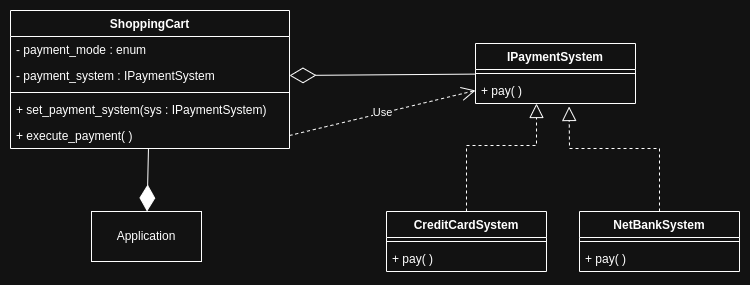 ShoppingCart
- payment_mode : enum
- payment_system : IPaymentSystem
+ set_payment_system(sys : IPaymentSystem)
+ execute_payment( )
IPaymentSystem
+ pay( )
Use
Application
CreditCardSystem
+ pay( )
NetBankSystem
+ pay( )